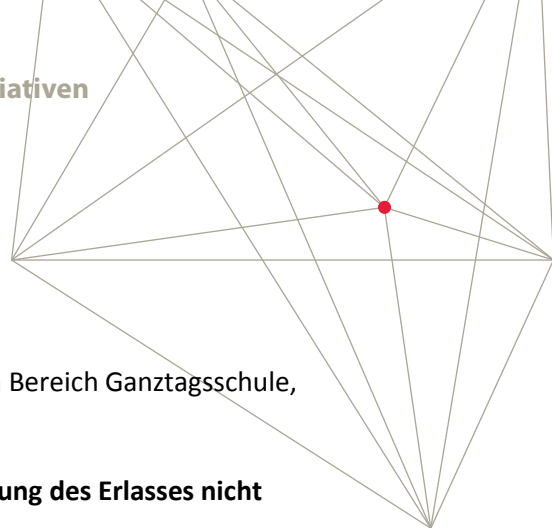 iativen
Bereich Ganztagsschule,
ung des Erlasses nicht